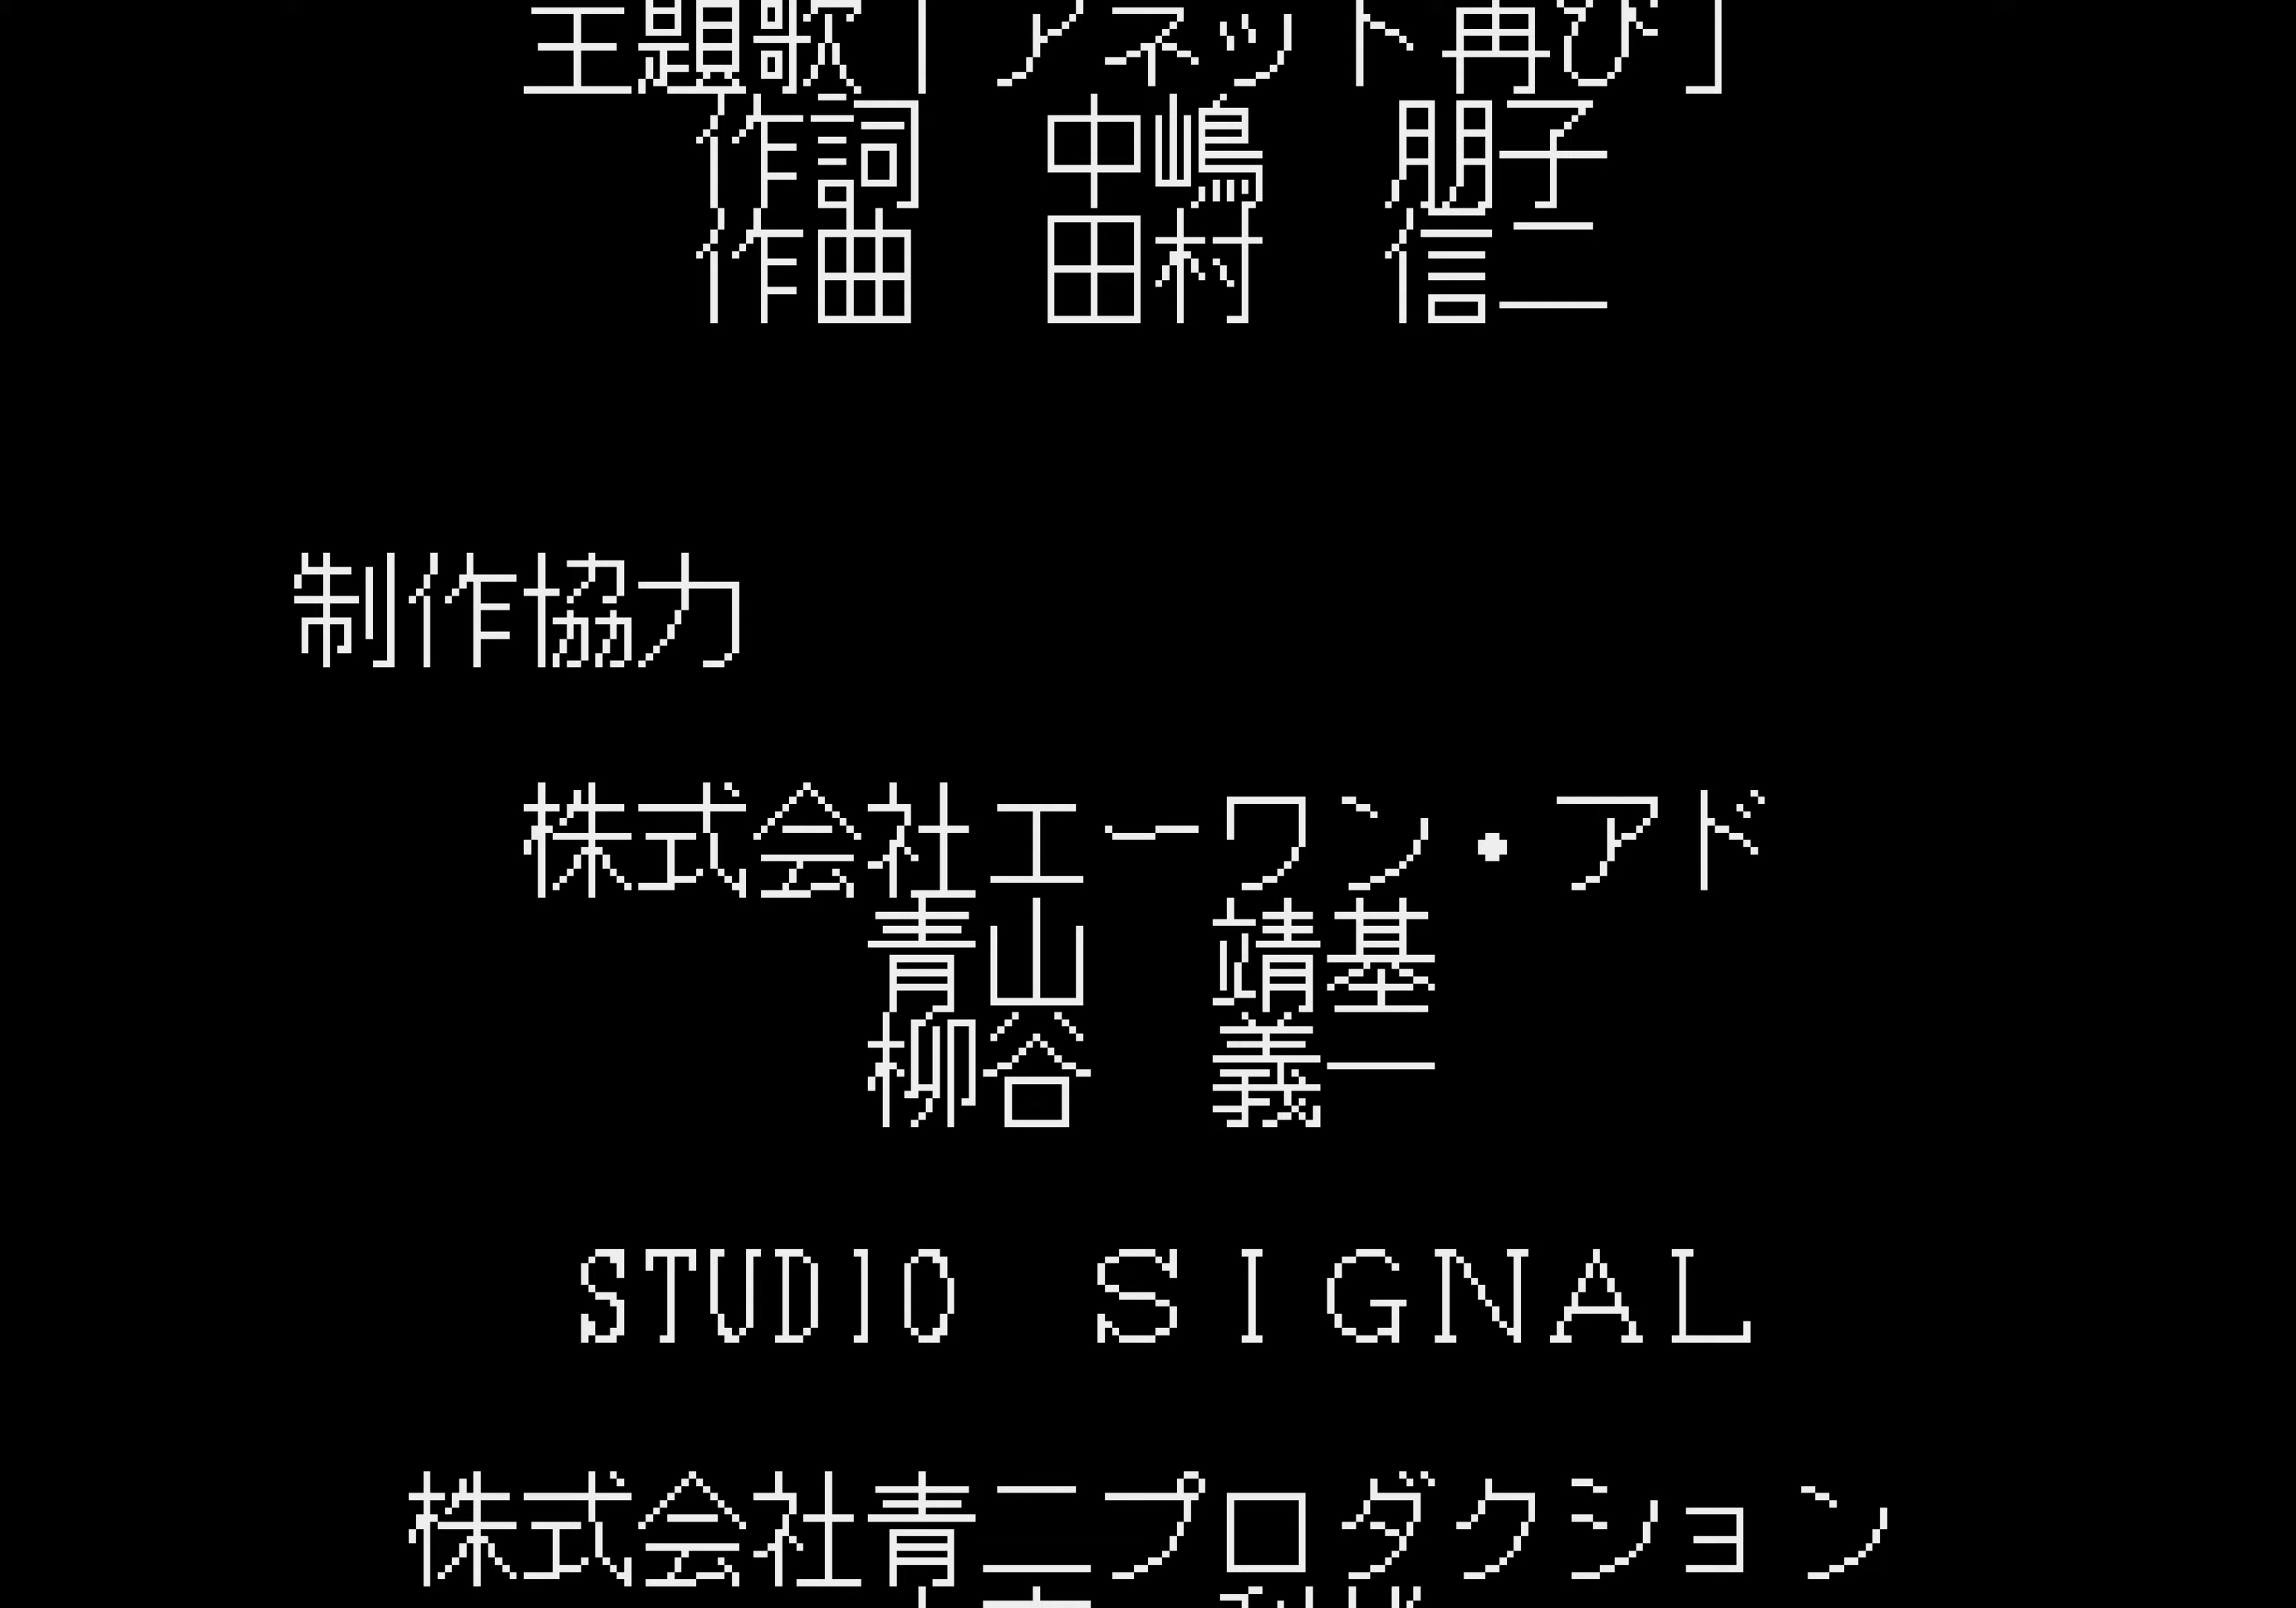 主題歌「アネット再び」
作詞 中嶋 朋子
作曲 田村 信二
制作協力
株式会社エーワン・アド
青山 靖基
柳谷 義一
STUDIO SIGNAL
株式会社青二プロダクション